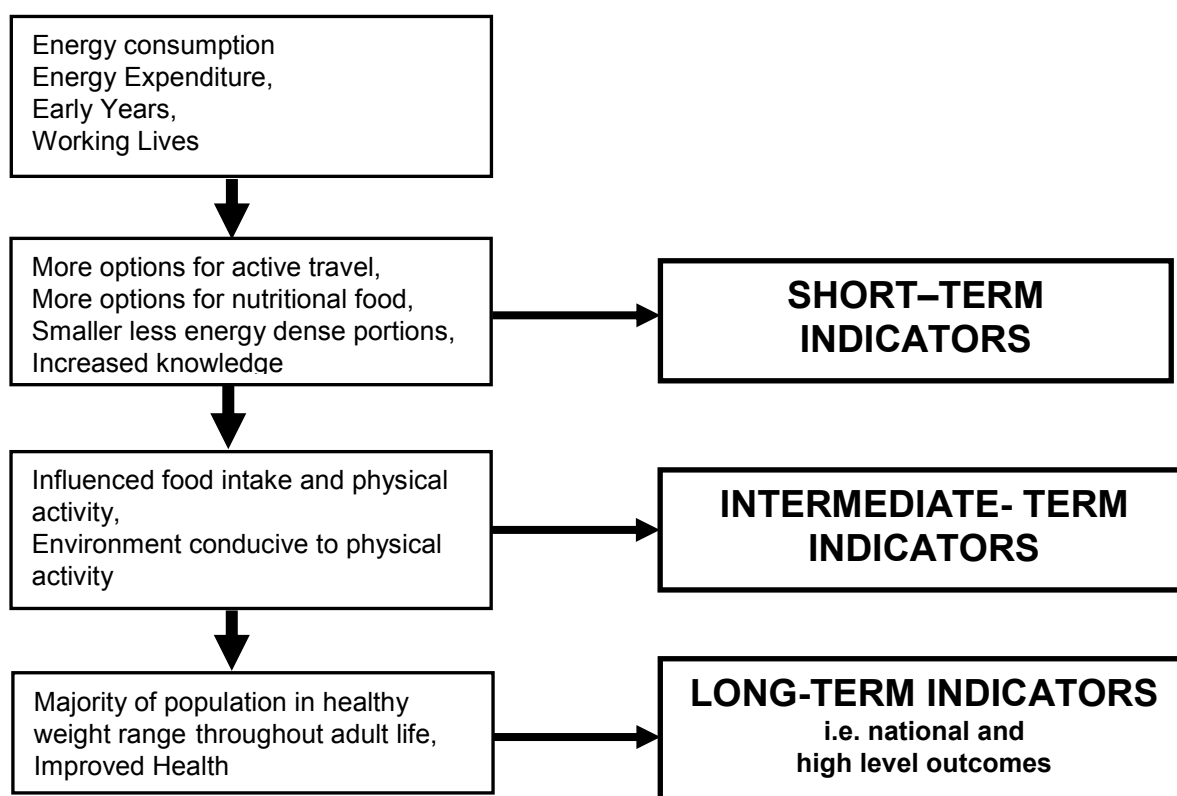 Energy consumption
Energy Expenditure,
Early Years,
Working Lives
More options for active travel,
More options for nutritional food,
Smaller less energy dense portions,
Increased knowledge
SHORT–TERM
INDICATORS
Influenced food intake and physical
activity,
Environment conducive to physical
activity
INTERMEDIATE- TERM
INDICATORS
Majority of population in healthy
weight range throughout adult life,
Improved Health
LONG-TERM INDICATORS
i.e. national and
high level outcomes